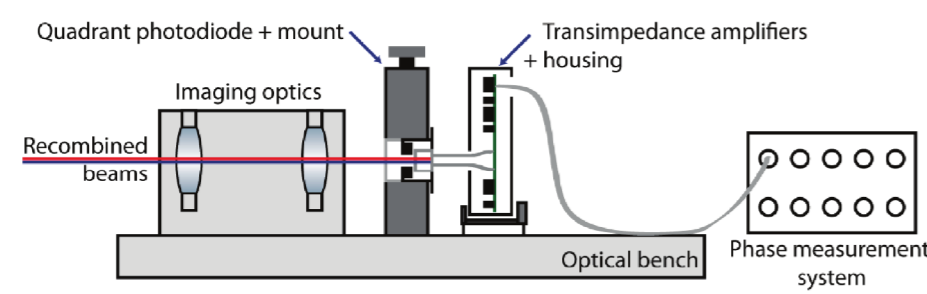 Quadrant photodiode + mount
Transimpedance amplifiers
+ housing
Imaging optics
Recombined
beams
Optical bench
Phase measurement
system